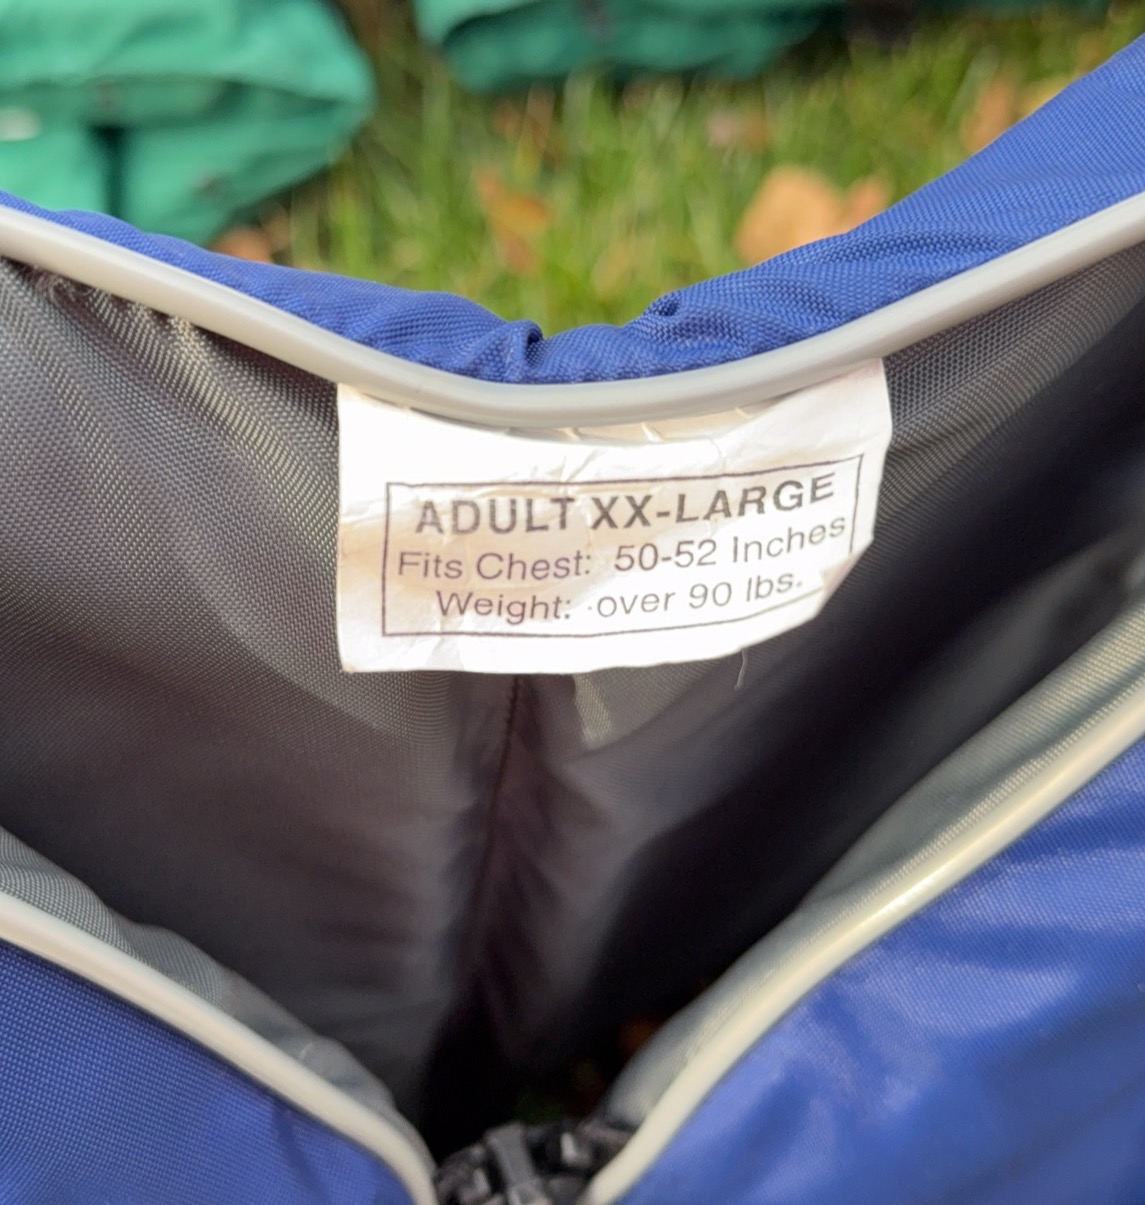 ADULT XX-LARGE
Fits Chest: 50-52 Inches
Weight: over 90 lbs.